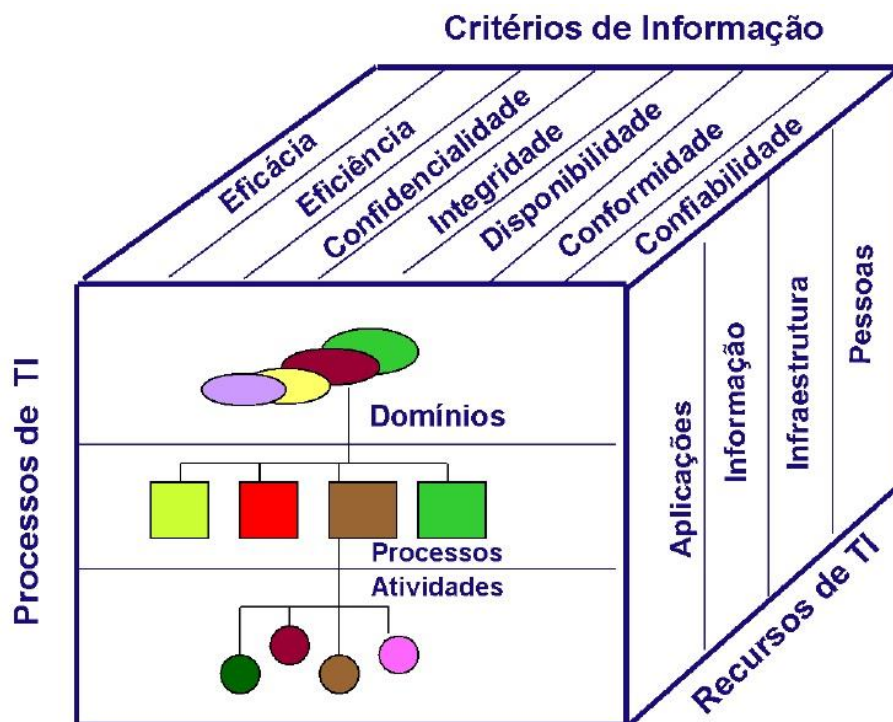 Critérios de Informação
Eficácia
Eficiência
Confidencialidade
Integridade
Disponibilidade
Conformidade
Confiabilidade
Processos de TI
Domínios
Processos
Atividades
Aplicações
Informação
Infraestrutura
Pessoas
Recursos de TI